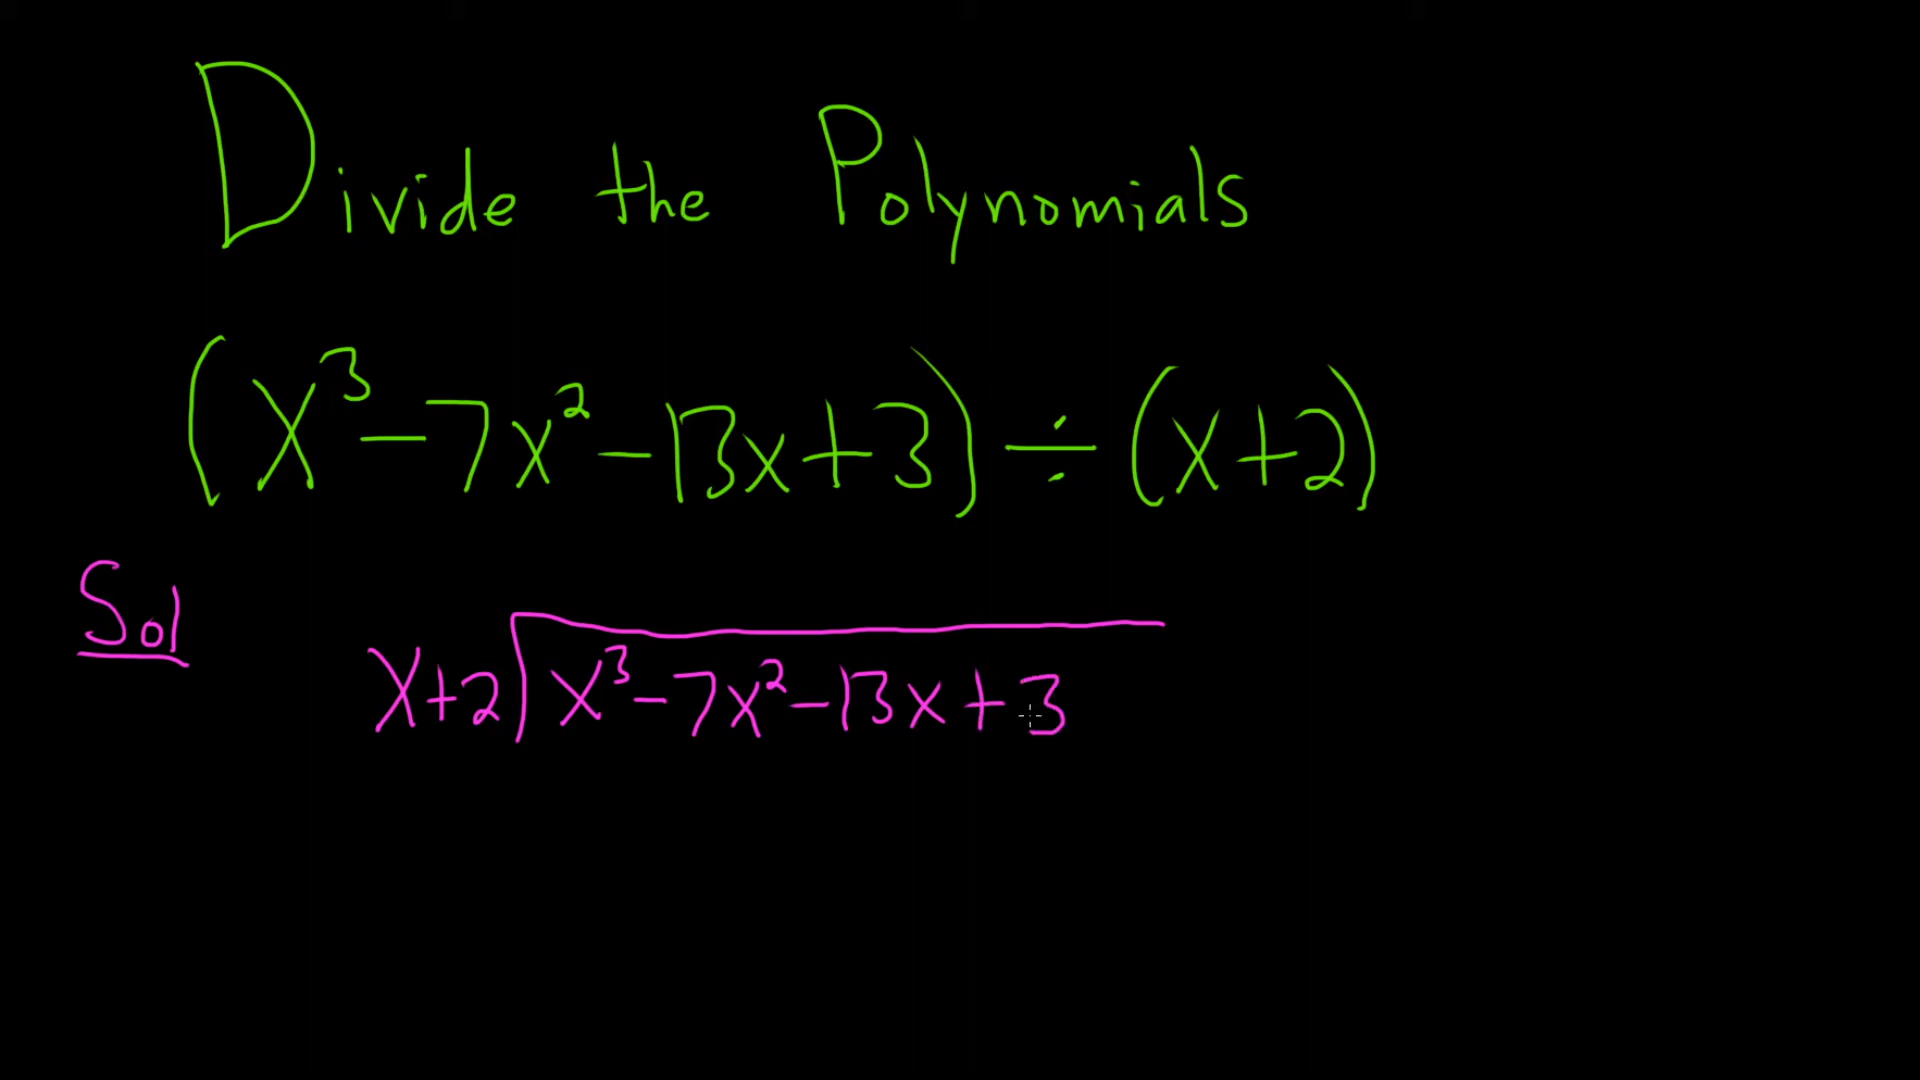 Divide the Polynomials
(x³-7x²-13x+3)÷(x+2)
Sol
x+2⟌x³-7x²-13x+3